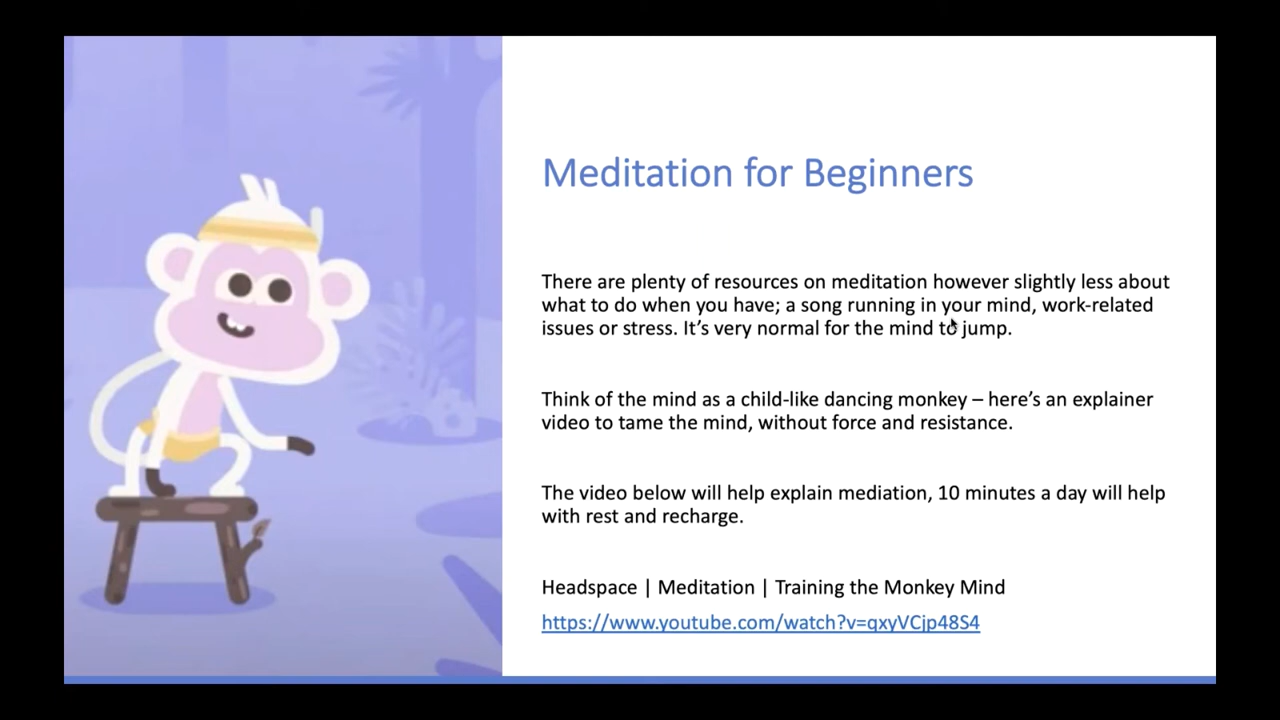 Meditation for Beginners
There are plenty of resources on meditation however slightly less about
what to do when you have; a song running in your mind, work-related
issues or stress. It’s very normal for the mind to jump.
Think of the mind as a child-like dancing monkey – here’s an explainer
video to tame the mind, without force and resistance.
The video below will help explain mediation, 10 minutes a day will help
with rest and recharge.
Headspace | Meditation | Training the Monkey Mind
https://www.youtube.com/watch?v=qxyVCjp48S4